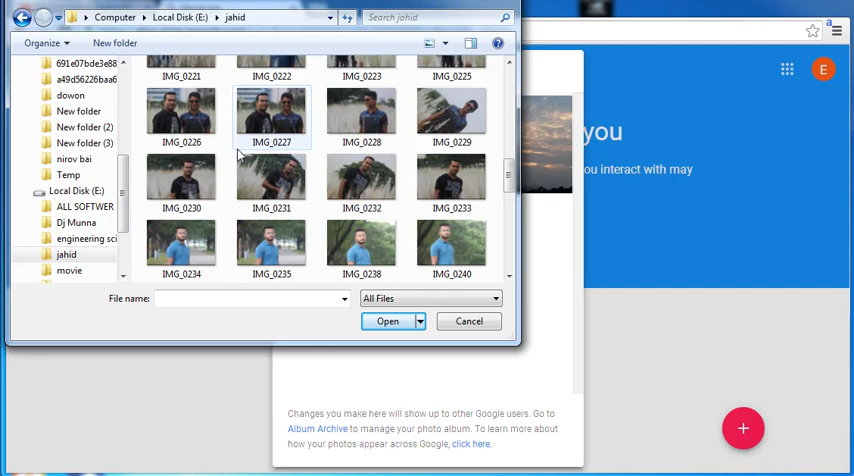 Computer
Local Disk (E:)
jahid
Search jahid
a
Organize
New folder
691e07bfe3e88
a49d56226baa6
dowon
New folder
New folder (2)
New folder (3)
nirov bai
Temp
Local Disk (E:)
ALL SOFTWER
Dj Munna
engineering sci
jahid
movie
IMG_0221
IMG_0222
IMG_0223
IMG_0225
IMG_0226
IMG_0227
IMG_0228
IMG_0229
IMG_0230
IMG_0231
IMG_0232
IMG_0233
IMG_0234
IMG_0235
IMG_0238
IMG_0240
File name:
All Files
Open
Cancel
E
you
ou interact with may
Changes you make here will show up to other Google users. Go to
Album Archive to manage your photo album. To learn more about
how your photos appear across Google, click here.
+